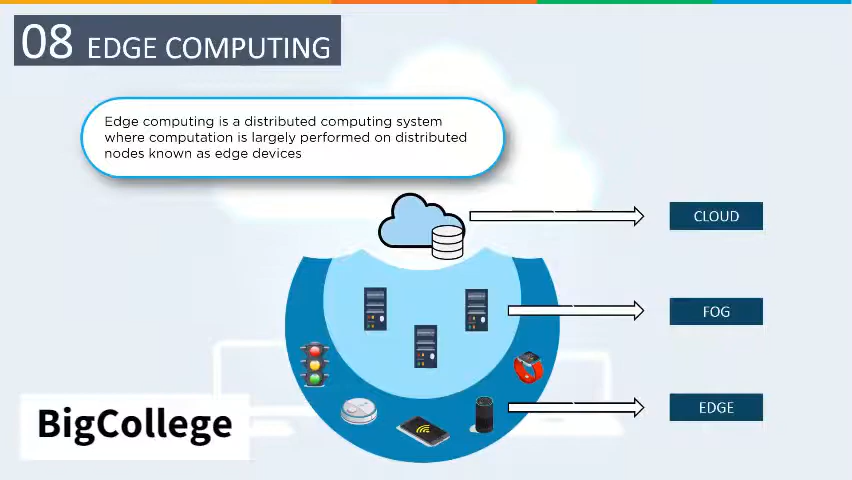 08 EDGE COMPUTING
Edge computing is a distributed computing system
where computation is largely performed on distributed
nodes known as edge devices
CLOUD
FOG
EDGE
BigCollege